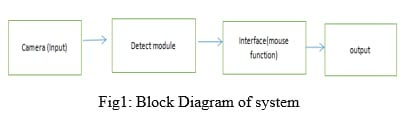 Camera (Input)
Detect module
Interface(mouse
function)
output
Fig1: Block Diagram of system